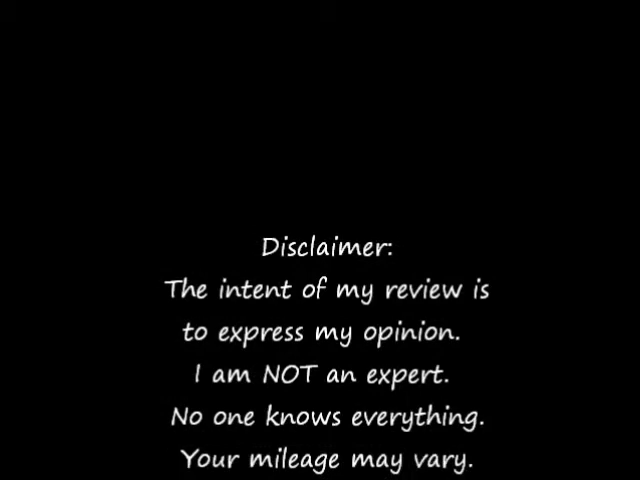 Disclaimer:
The intent of my review is
to express my opinion.
I am NOT an expert.
No one knows everything.
Your mileage may vary.